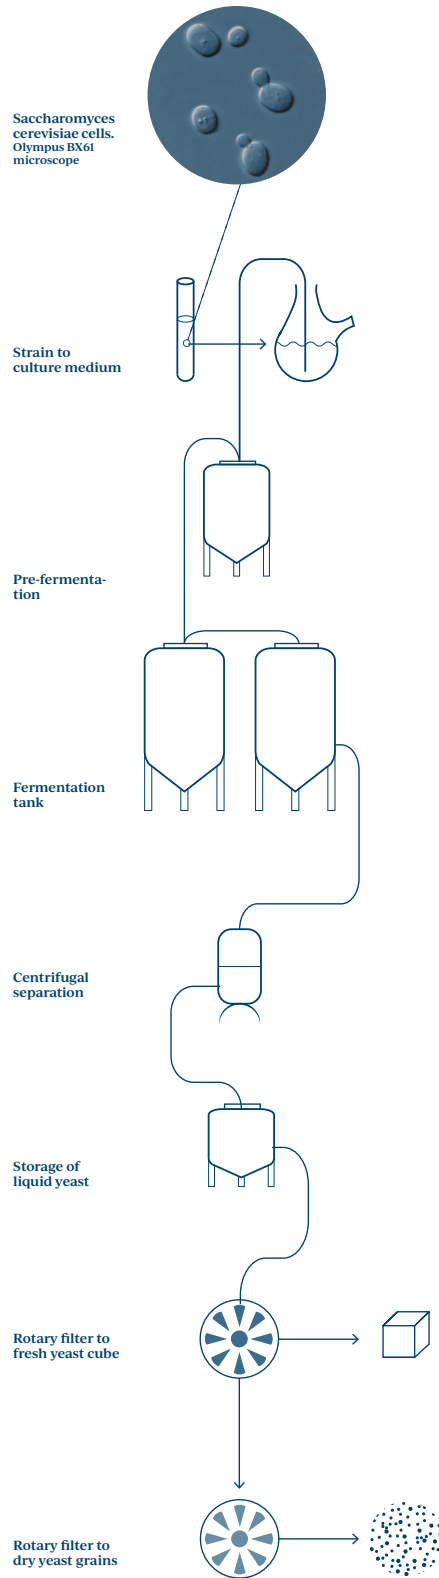 Saccharomyces
cerevisiae cells.
Olympus BX61
microscope
Strain to
culture medium
Pre-fermenta-
tion
Fermentation
tank
Centrifugal
separation
Storage of
liquid yeast
Rotary filter to
fresh yeast cube
Rotary filter to
dry yeast grains